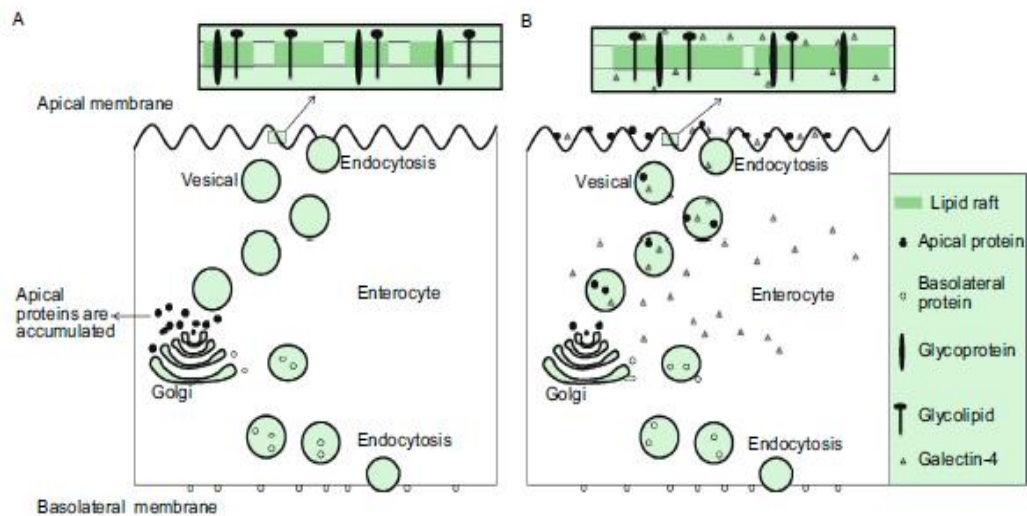 A
Apical membrane
Vesical
Endocytosis
Apical
proteins are
accumulated
Enterocyte
Golgi
Endocytosis
Basolateral membrane
B
Vesical
Endocytosis
Enterocyte
Golgi
Endocytosis
Lipid raft
Apical protein
Basolateral
protein
Glycoprotein
Glycolipid
Galectin-4